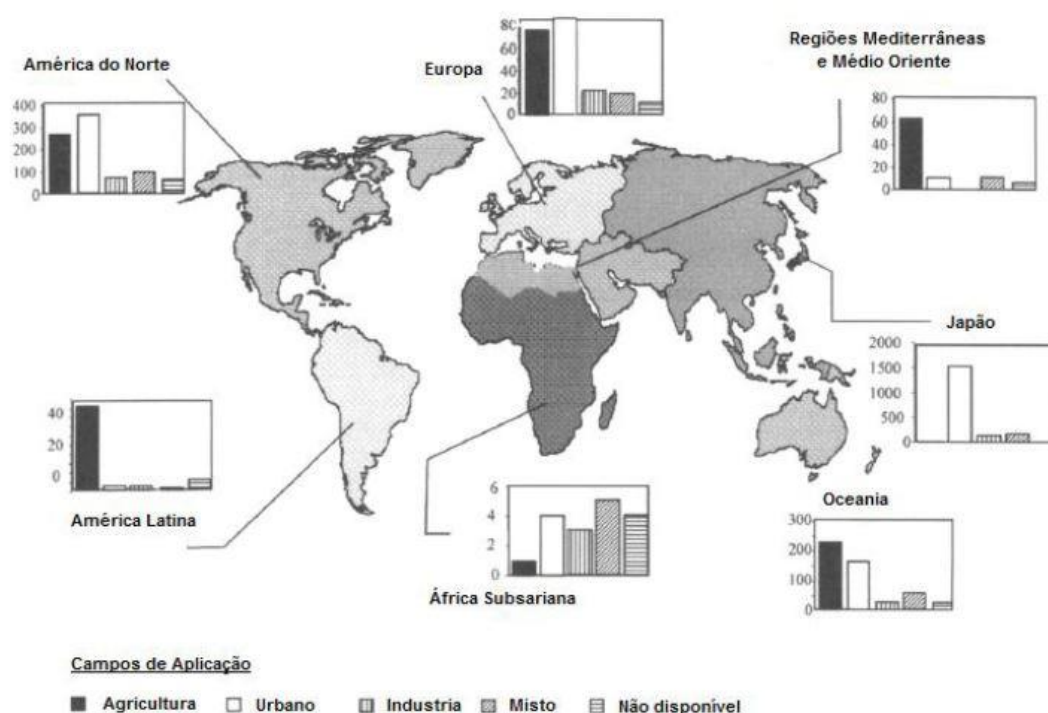 América do Norte
400
300
200
100
0
Europa
80
60
40
20
0
Regiões Mediterrâneas
e Médio Oriente
80
60
40
20
0
Japão
2000
1500
1000
500
0
América Latina
40
20
0
África Subsariana
6
4
2
0
Oceania
300
200
100
0
Campos de Aplicação
Agricultura
Urbano
Industria
Misto
Não disponível